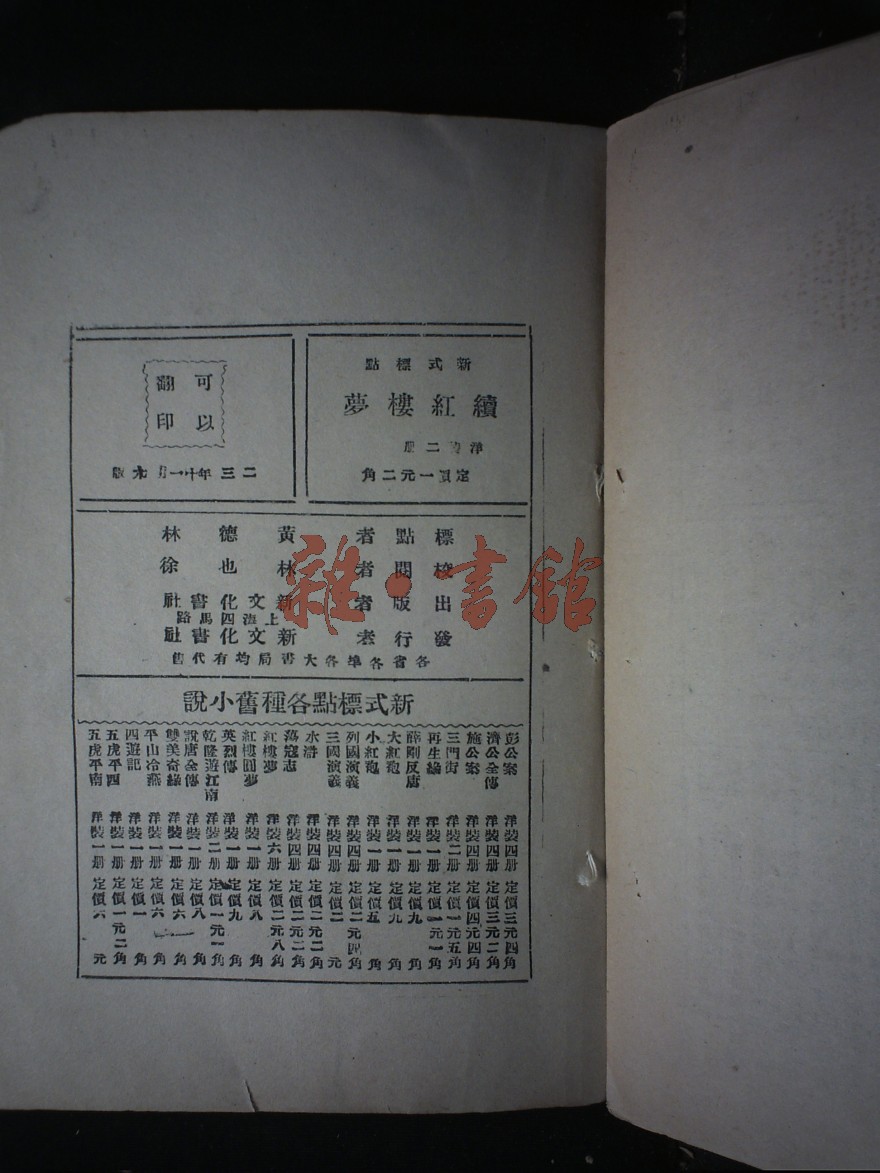 新式標點
續紅樓夢
洋裝二册
定價一元二角
可以
翻印
二三年十一月版
標點者 黃德林
校閱者 林也徐
出版者 新文化書社
上海四馬路
發行者 新文化書社
各省各埠各大書局均有代售
新式標點各種舊小說
彭公案 洋裝四册 定價三元四角
濟公全傳 洋裝四册 定價三元二角
施公案 洋裝四册 定價四元四角
三門街 洋裝二册 定價一元五角
再生緣 洋裝一册 定價一元一角
薛剛反唐 洋裝一册 定價九角
大紅袍 洋裝一册 定價九角
小紅袍 洋裝一册 定價五角
列國演義 洋裝四册 定價二元四角
三國演義 洋裝四册 定價二元
水滸 洋裝四册 定價二元二角
蕩寇志 洋裝四册 定價二元二角
紅樓夢 洋裝六册 定價二元八角
紅樓圓夢 洋裝一册 定價八角
英烈傳 洋裝一册 定價九角
乾隆遊江南 洋裝二册 定價一元一角
說唐全傳 洋裝一册 定價八角
雙美奇緣 洋裝一册 定價六角
平山冷燕 洋裝一册 定價六角
四遊記 洋裝一册 定價一角
五虎平四 洋裝一册 定價一元二角
五虎平南 洋裝一册 定價六元
雜·書館